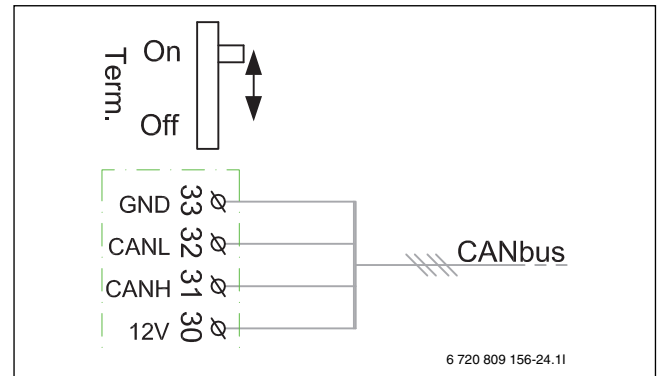 Term.
On
Off
GND 33
CANL 32
CANH 31
12V 30
CANbus
6 720 809 156-24.1I